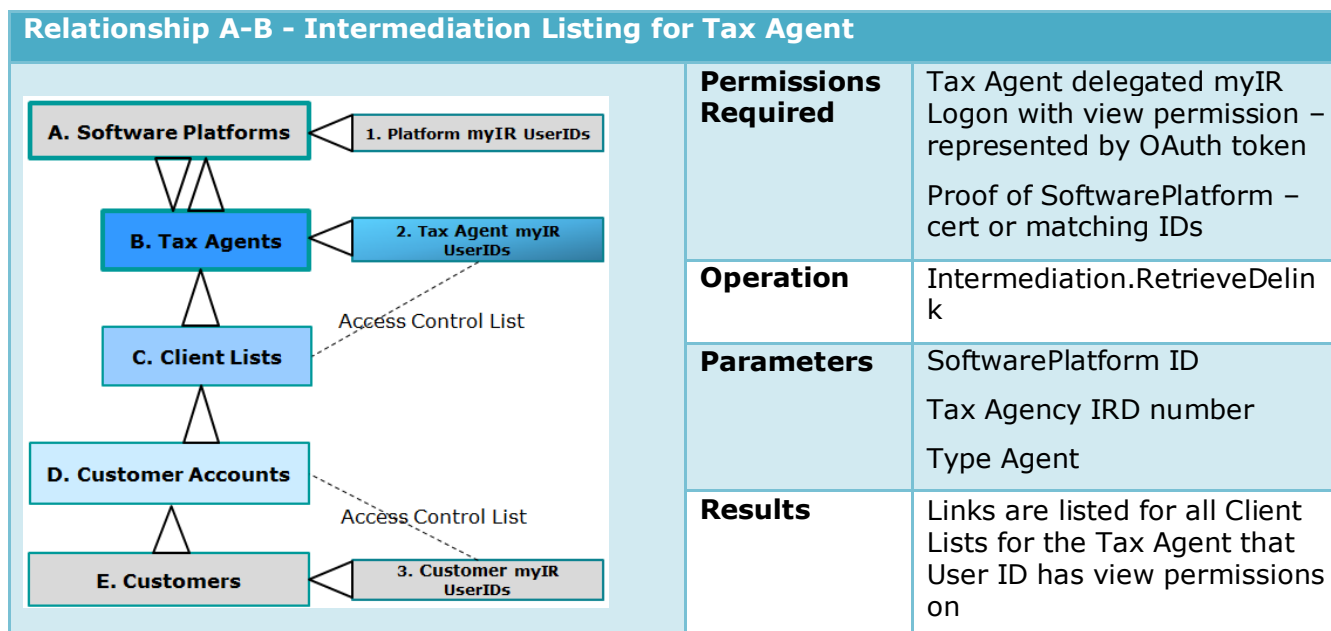 Relationship A-B - Intermediation Listing for Tax Agent
A. Software Platforms
1. Platform myIR UserIDs
B. Tax Agents
2. Tax Agent myIR
UserIDs
Access Control List
C. Client Lists
D. Customer Accounts
Access Control List
E. Customers
3. Customer myIR
UserIDs
Permissions
Required
Tax Agent delegated myIR
Logon with view permission –
represented by OAuth token
Proof of SoftwarePlatform –
cert or matching IDs
Operation
Intermediation.RetrieveDelin
k
Parameters
SoftwarePlatform ID
Tax Agency IRD number
Type Agent
Results
Links are listed for all Client
Lists for the Tax Agent that
User ID has view permissions
on